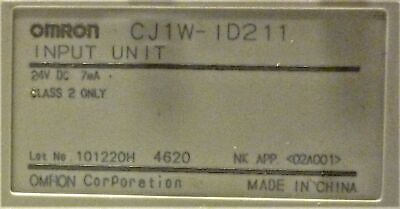 OMRON CJ1W-ID211
INPUT UNIT
24V DC 7mA
CLASS 2 ONLY
Lot No. 101220H 4620 NK APP. <02A001>
OMRON Corporation MADE IN CHINA